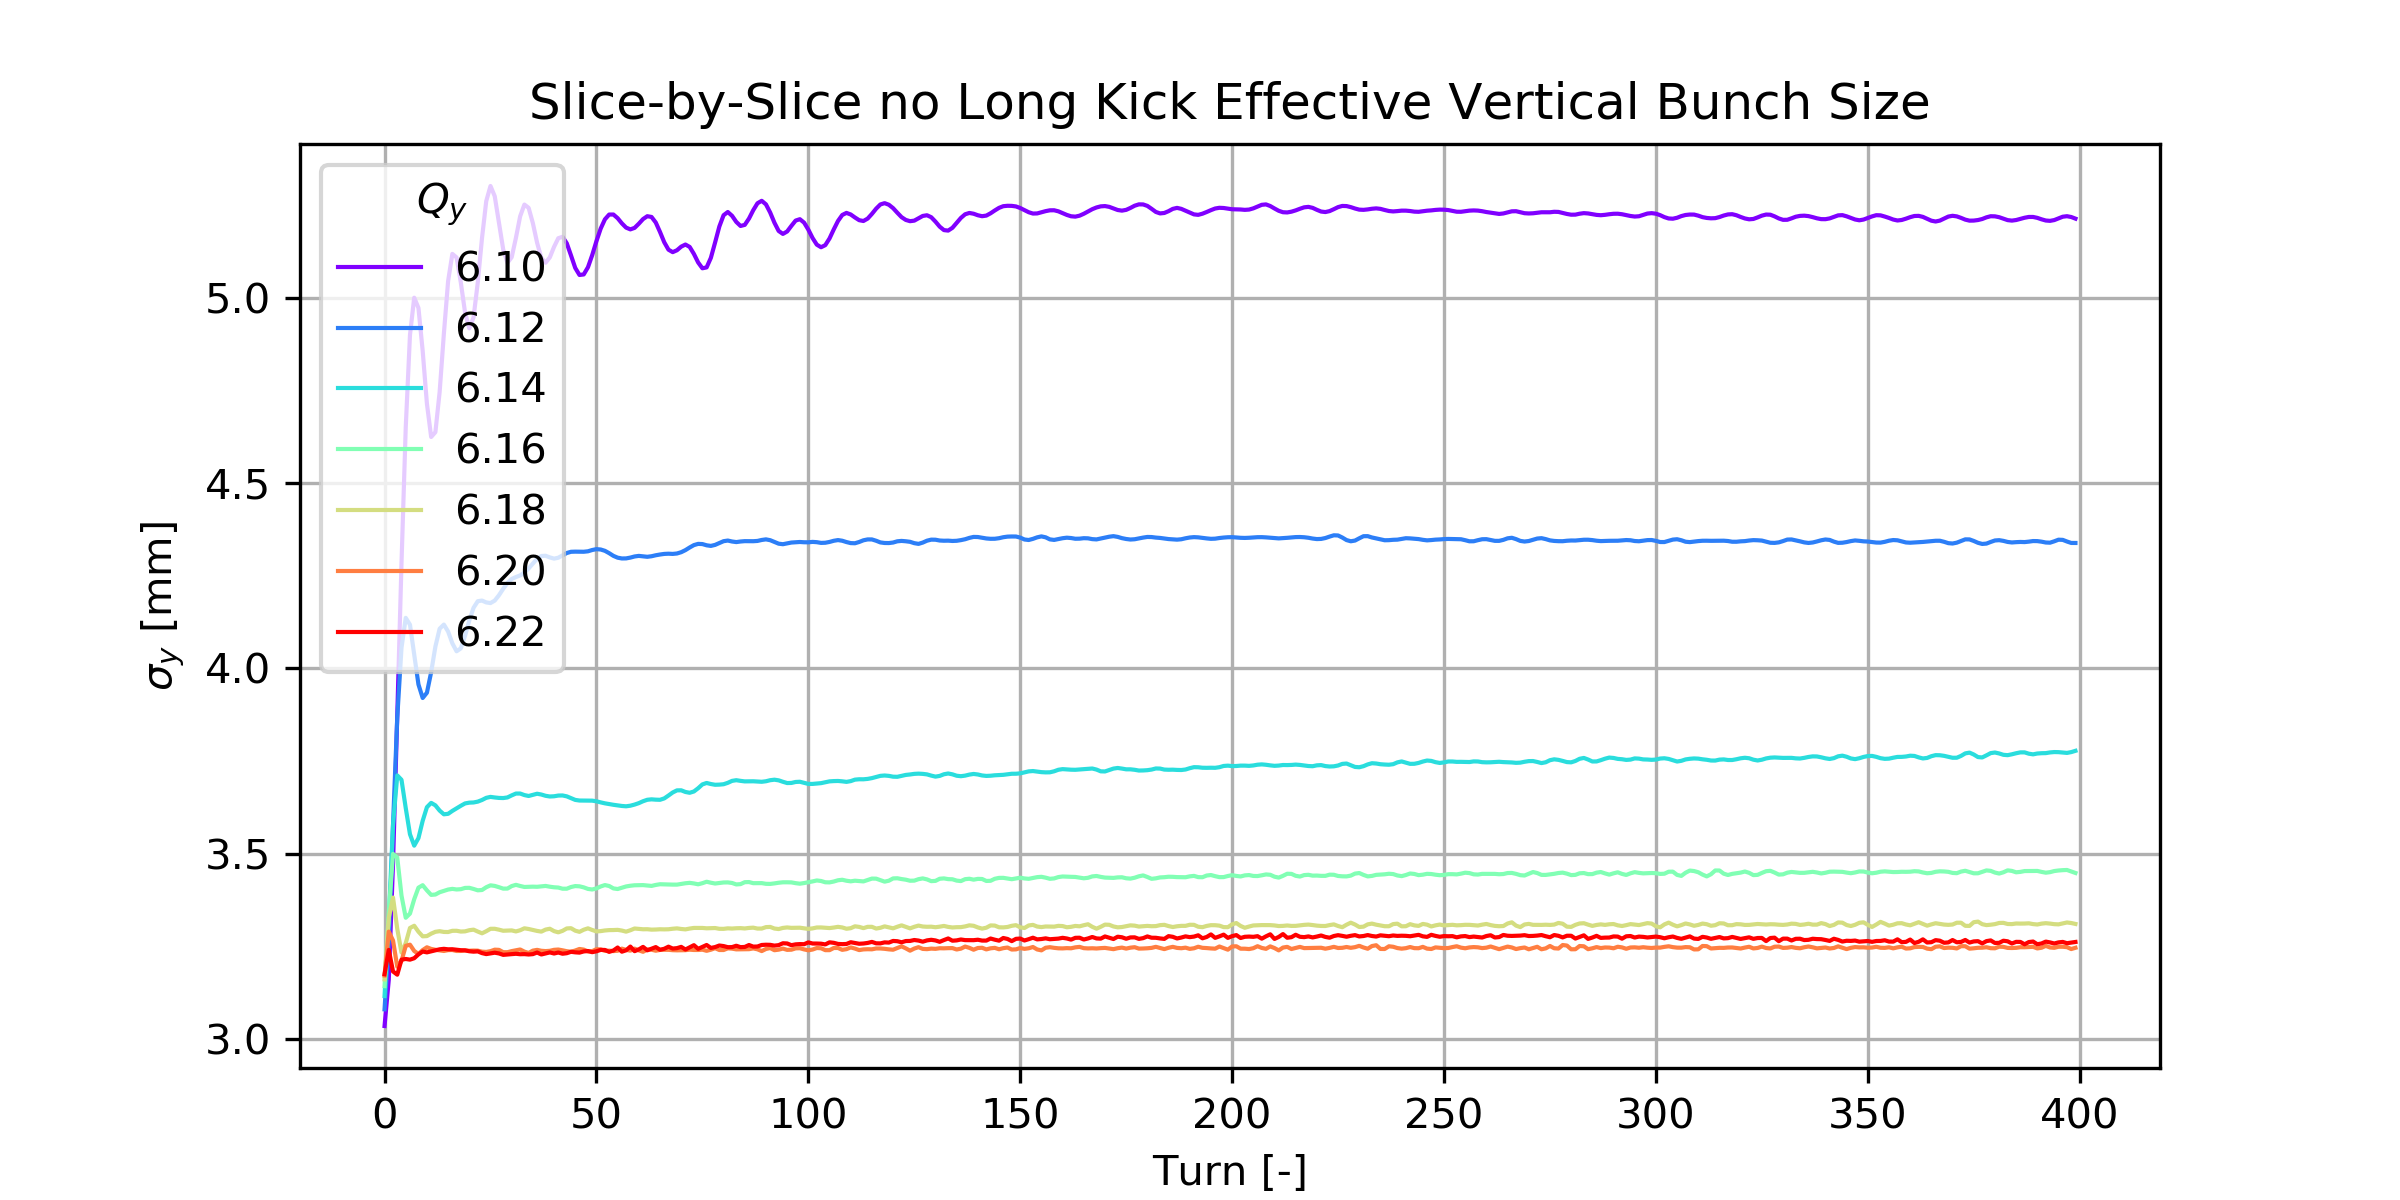 Slice-by-Slice no Long Kick Effective Vertical Bunch Size
Q_y
6.10
6.12
6.14
6.16
6.18
6.20
6.22
σ_y [mm]
5.0
4.5
4.0
3.5
3.0
0 50 100 150 200 250 300 350 400
Turn [-]